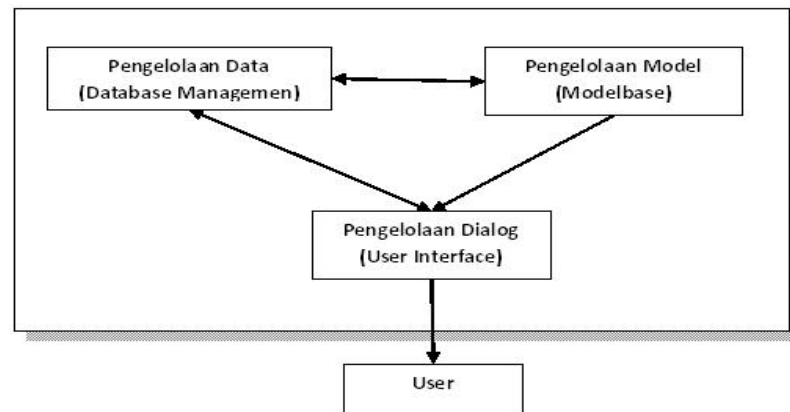 Pengelolaan Data
(Database Managemen)
Pengelolaan Model
(Modelbase)
Pengelolaan Dialog
(User Interface)
User